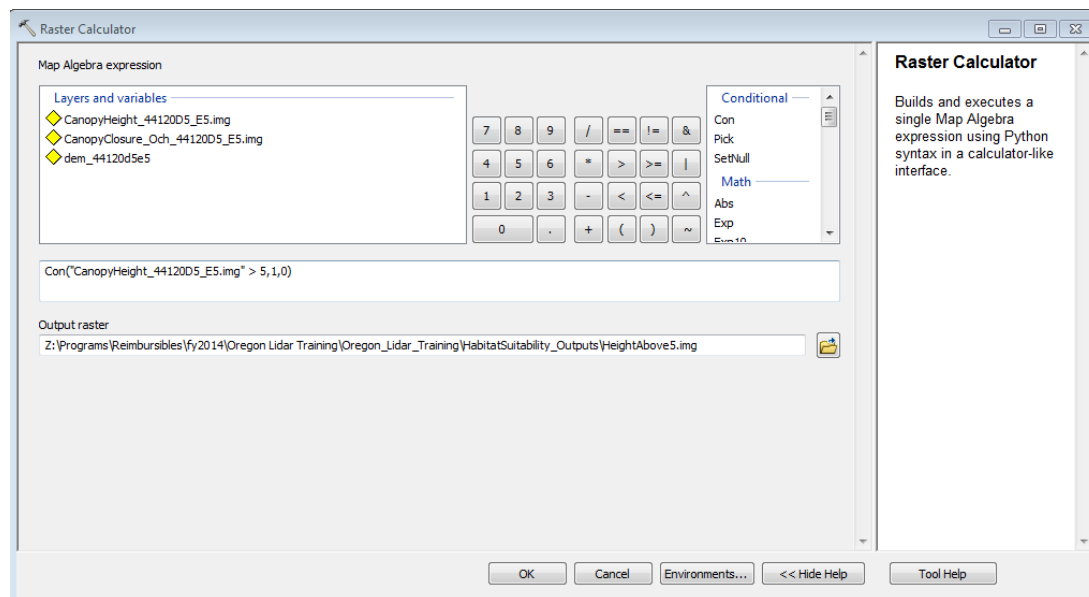 Raster Calculator
Map Algebra expression
Layers and variables
CanopyHeight_44120D5_E5.img
CanopyClosure_Och_44120D5_E5.img
dem_44120d5e5
7 8 9 / == != &
4 5 6 * > >= |
1 2 3 - < <= ^
0 . + ( ) ~
Conditional
Con
Pick
SetNull
Math
Abs
Exp
Exp10
Con("CanopyHeight_44120D5_E5.img" > 5,1,0)
Output raster
Z:\Programs\Reimbursibles\fy2014\Oregon Lidar Training\Oregon_Lidar_Training\HabitatSuitability_Outputs\HeightAbove5.img
OK
Cancel
Environments...
<< Hide Help
Tool Help
Raster Calculator
Builds and executes a
single Map Algebra
expression using Python
syntax in a calculator-like
interface.